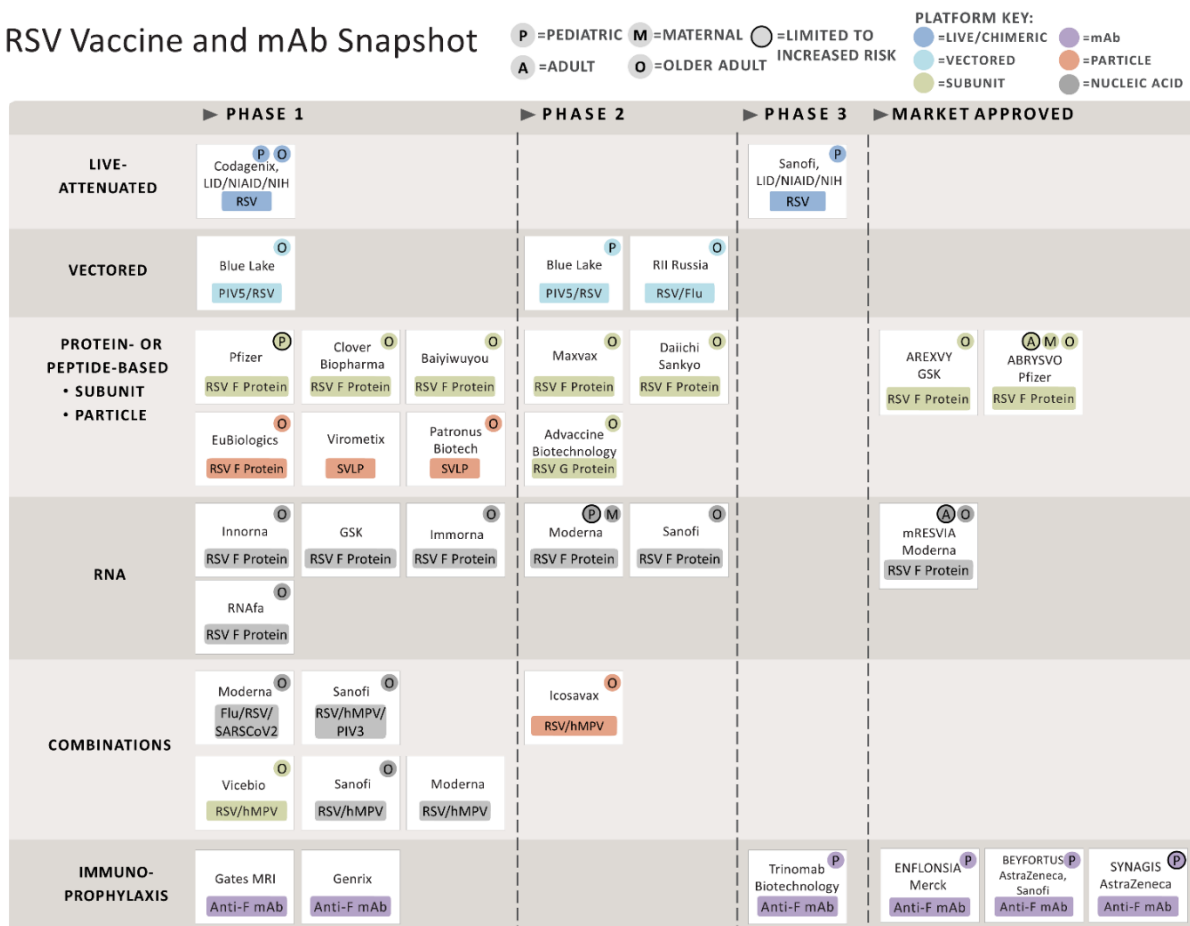 RSV Vaccine and mAb Snapshot
P =PEDIATRIC M =MATERNAL =LIMITED TO
INCREASED RISK
A =ADULT O =OLDER ADULT
PLATFORM KEY:
=LIVE/CHIMERIC =mAb
=VECTORED =PARTICLE
=SUBUNIT =NUCLEIC ACID
PHASE 1 PHASE 2 PHASE 3 MARKET APPROVED
LIVE-
ATTENUATED
P O
Codagenix,
LID/NIAID/NIH
RSV
P
Sanofi,
LID/NIAID/NIH
RSV
VECTORED
O
Blue Lake
PIV5/RSV
P
Blue Lake
PIV5/RSV
O
RII Russia
RSV/Flu
PROTEIN- OR
PEPTIDE-BASED
• SUBUNIT
• PARTICLE
P
Pfizer
RSV F Protein
O
Clover
Biopharma
RSV F Protein
O
Baiyiwuyou
RSV F Protein
O
Maxvax
RSV F Protein
O
Daiichi
Sankyo
RSV F Protein
O
AREXVY
GSK
RSV F Protein
A M O
ABRYSVO
Pfizer
RSV F Protein
O
EuBiologics
RSV F Protein
Virometix
SVLP
O
Patronus
Biotech
SVLP
O
Advaccine
Biotechnology
RSV G Protein
RNA
O
Innorna
RSV F Protein
GSK
RSV F Protein
O
Immorna
RSV F Protein
P M
Moderna
RSV F Protein
O
Sanofi
RSV F Protein
A O
mRESVIA
Moderna
RSV F Protein
O
RNAfa
RSV F Protein
COMBINATIONS
O
Moderna
Flu/RSV/
SARSCoV2
O
Sanofi
RSV/hMPV/
PIV3
O
Icosavax
RSV/hMPV
O
Vicebio
RSV/hMPV
O
Sanofi
RSV/hMPV
Moderna
RSV/hMPV
IMMUNO-
PROPHYLAXIS
Gates MRI
Anti-F mAb
Genrix
Anti-F mAb
P
Trinomab
Biotechnology
Anti-F mAb
P
ENFLONSIA
Merck
Anti-F mAb
P
BEYFORTUS
AstraZeneca,
Sanofi
Anti-F mAb
P
SYNAGIS
AstraZeneca
Anti-F mAb